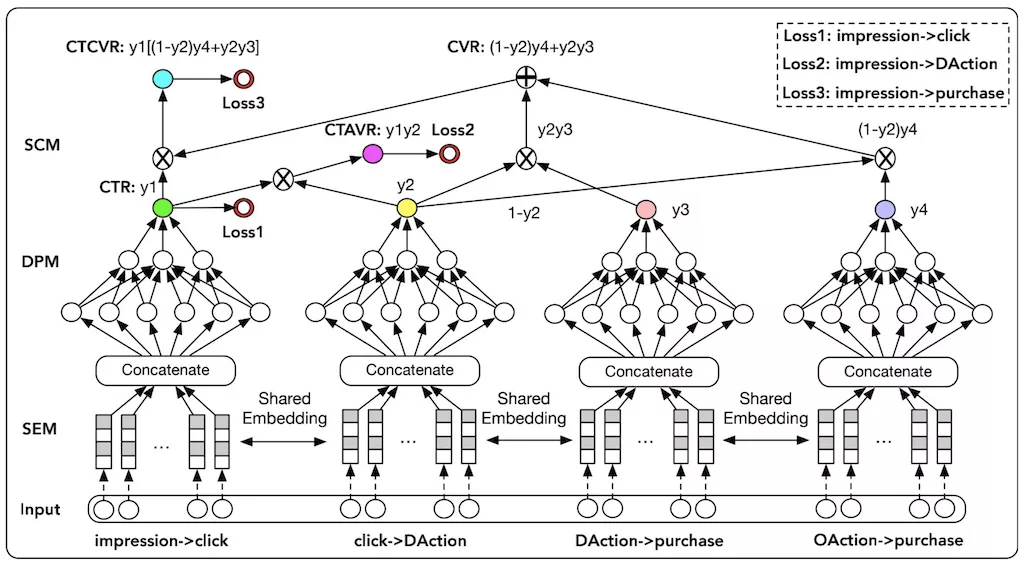 CTCVR: y1[(1-y2)y4+y2y3]
CVR: (1-y2)y4+y2y3
Loss1: impression->click
Loss2: impression->DAction
Loss3: impression->purchase
Loss3
SCM
CTAVR: y1y2
Loss2
y2y3
(1-y2)y4
CTR: y1
y2
Loss1
1-y2
y3
y4
DPM
Concatenate
Concatenate
Concatenate
Concatenate
SEM
...
Shared
Embedding
...
Shared
Embedding
...
Shared
Embedding
...
Input
impression->click
click->DAction
DAction->purchase
OAction->purchase